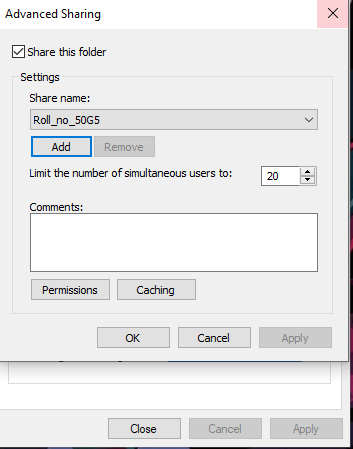 Advanced Sharing
Share this folder
Settings
Share name:
Roll_no_50G5
Add Remove
Limit the number of simultaneous users to: 20
Comments:
Permissions Caching
OK Cancel Apply
Close Cancel Apply